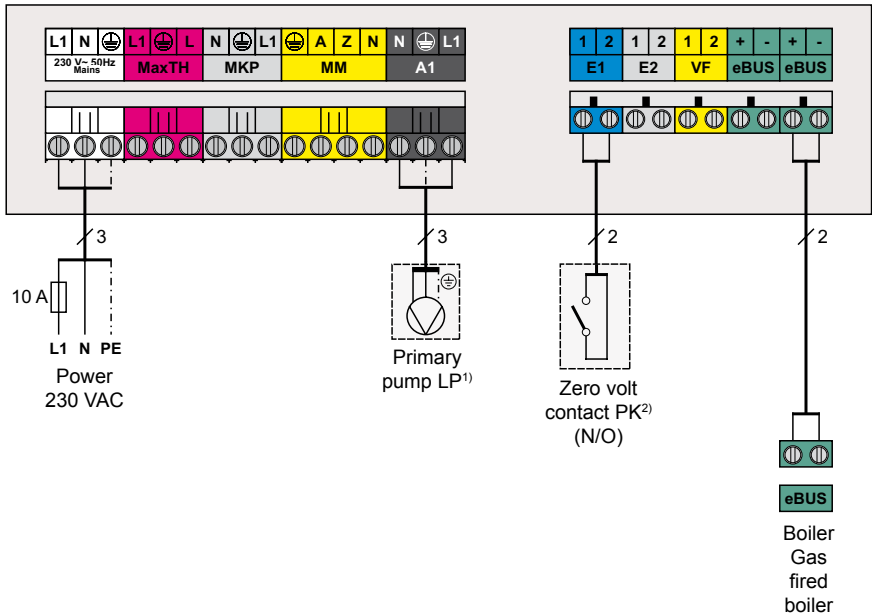 L1 N L1 L N L1 A Z N N L1 1 2 1 2 1 2 + - + -
230 V~ 50Hz
Mains
MaxTH MKP MM A1 E1 E2 VF eBUS eBUS
3 3 2 2
10 A
L1 N PE
Power
230 VAC
Primary
pump LP1)
Zero volt
contact PK2)
(N/O)
eBUS
Boiler
Gas
fired
boiler